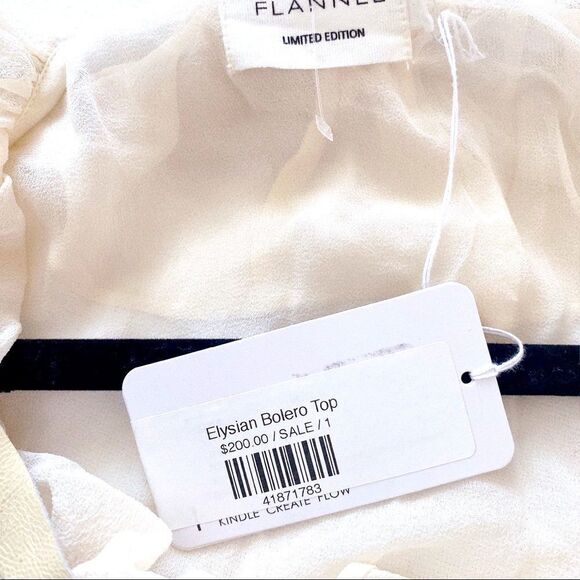 FLANNEL
LIMITED EDITION
Elysian Bolero Top
$200.00 / SALE / 1
41871783
KINDLE CREATE FLOW